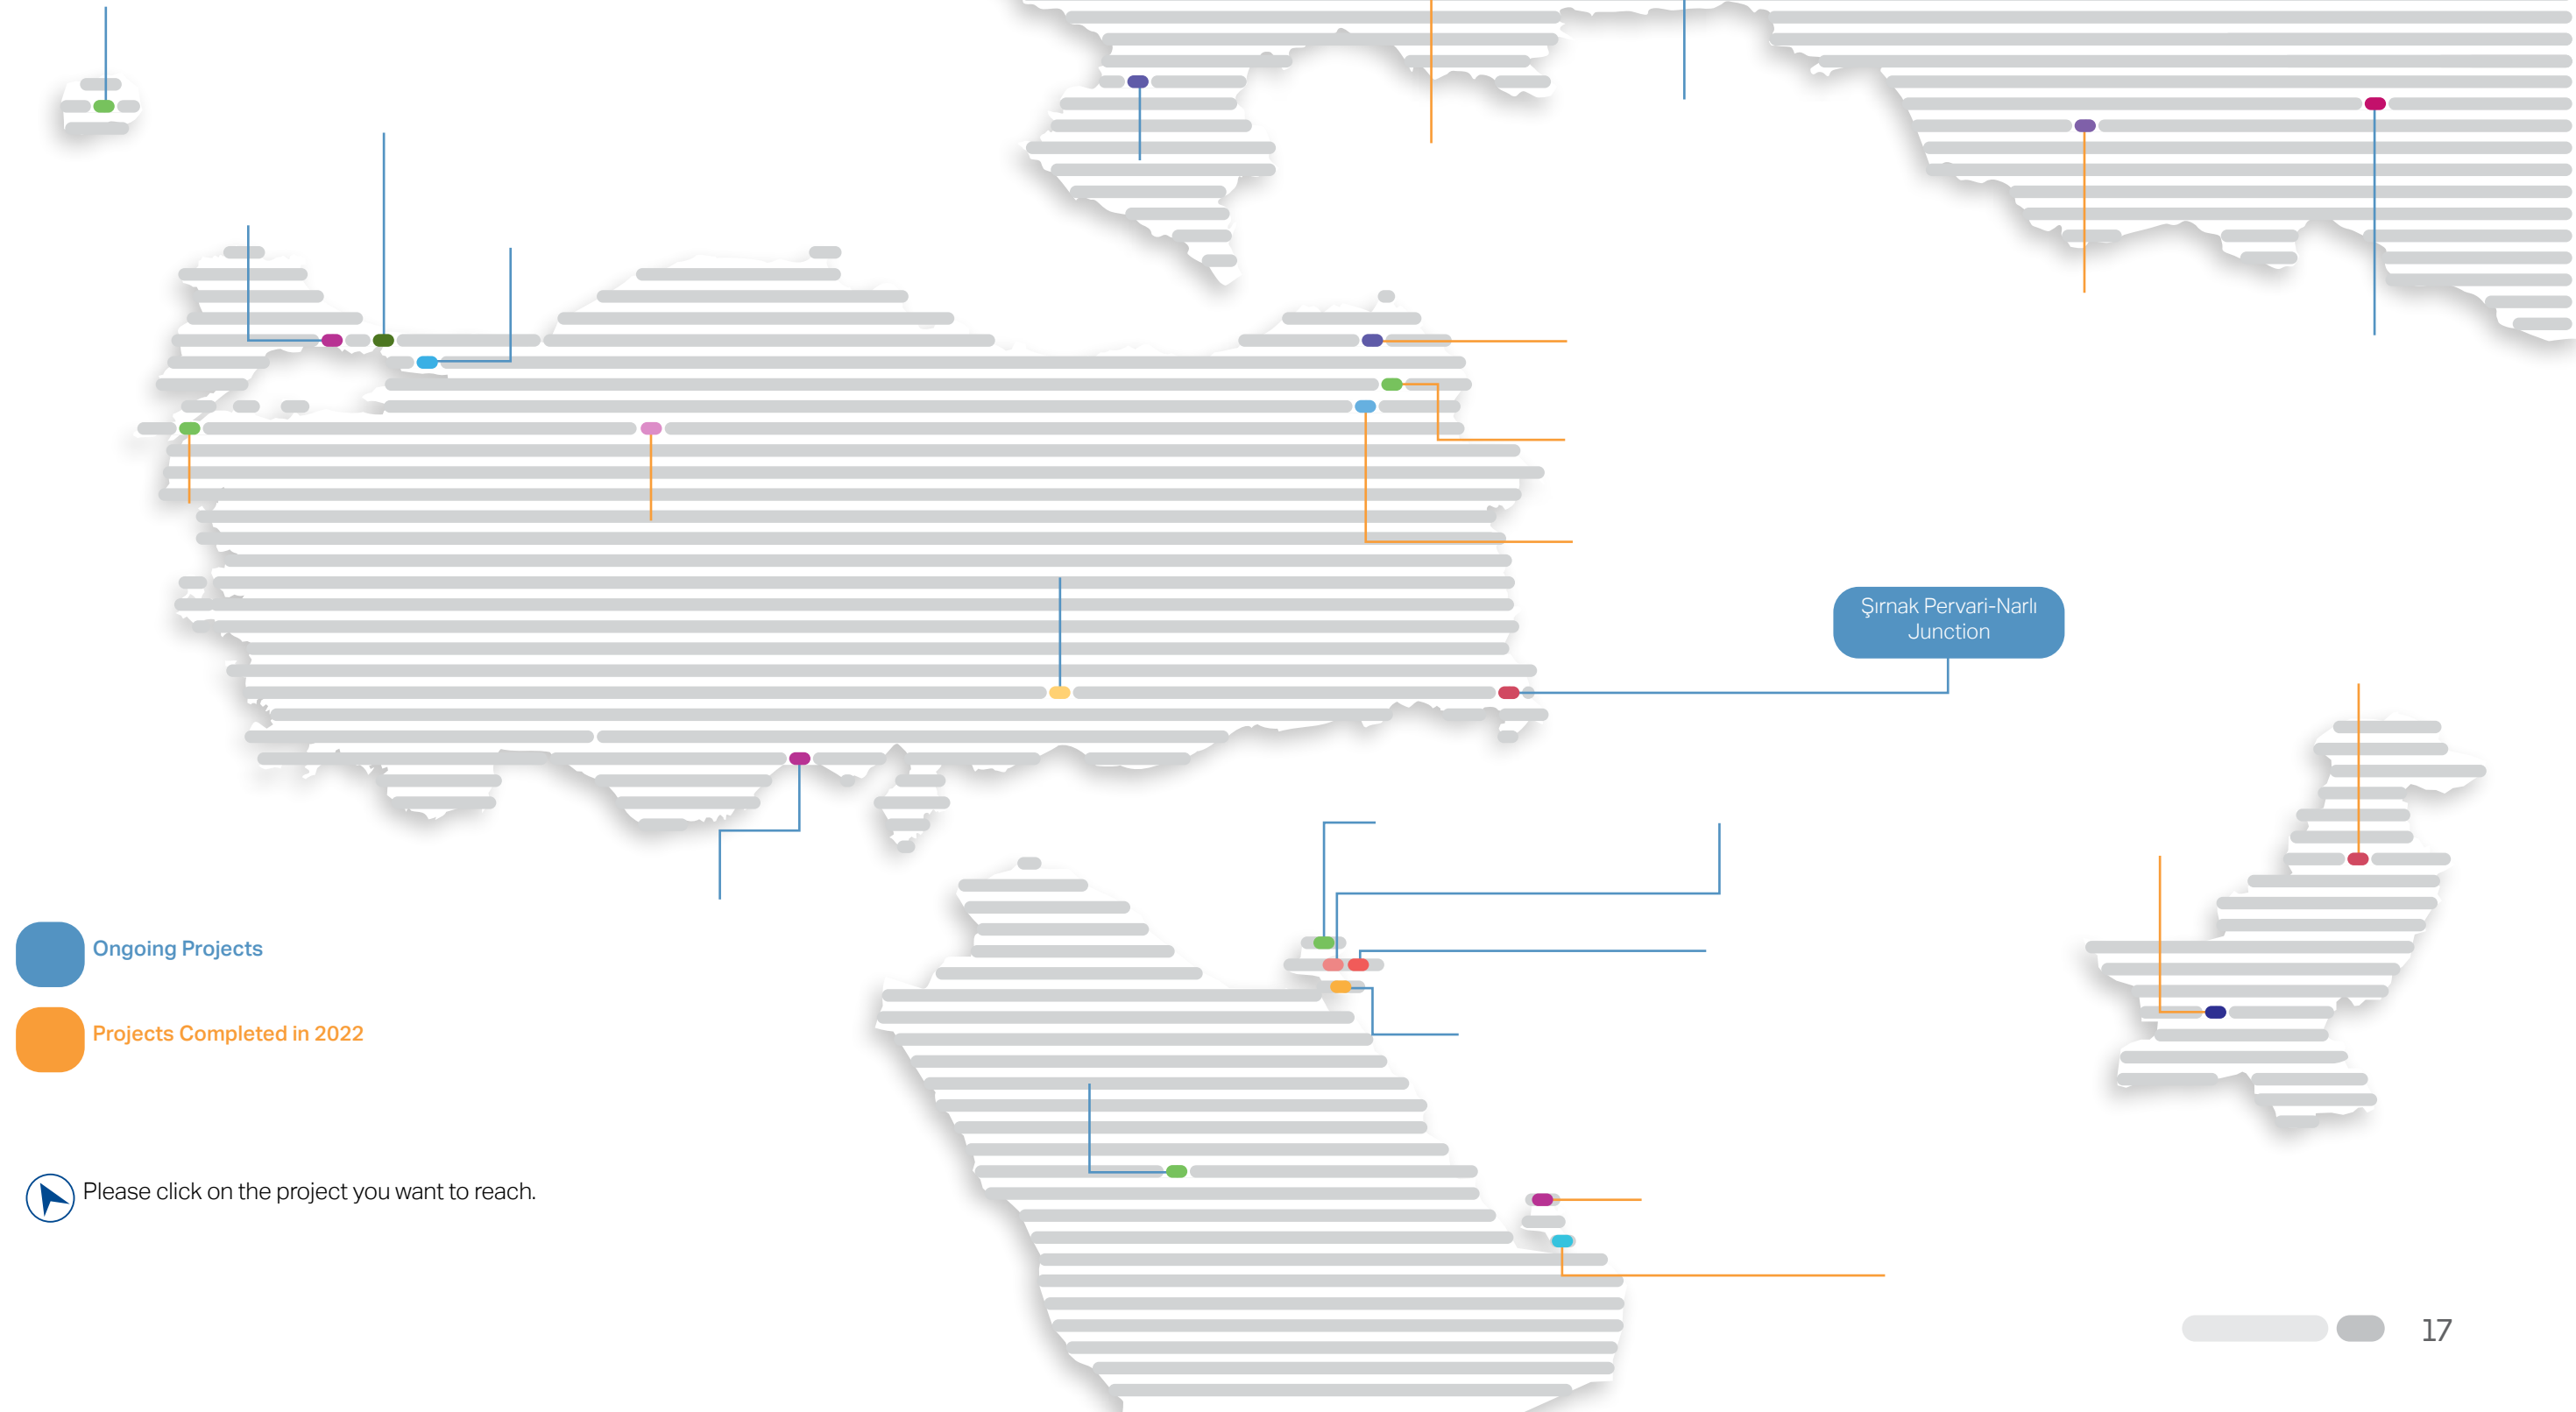 Şırnak Pervari-Narlı
Junction
Ongoing Projects
Projects Completed in 2022
Please click on the project you want to reach.
17